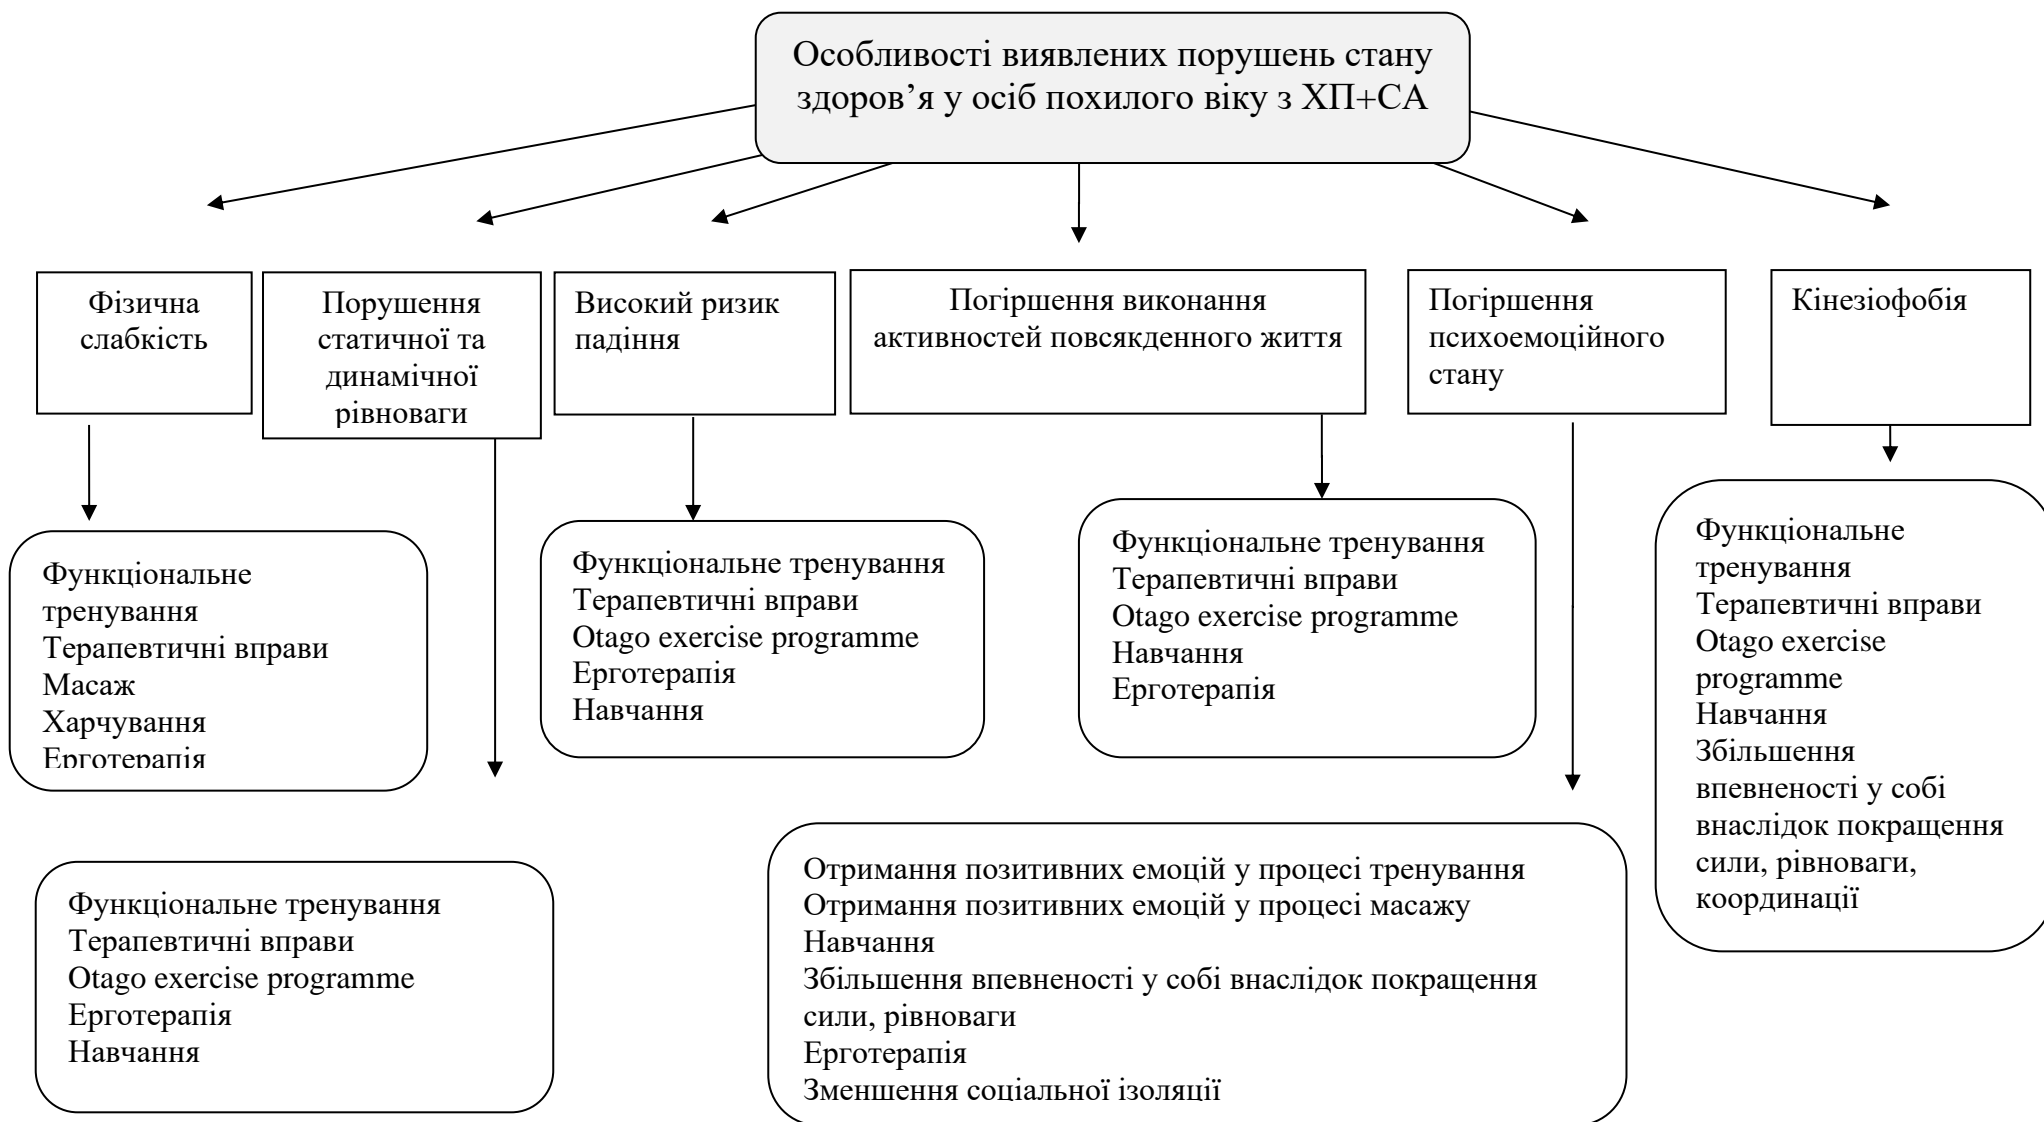 Особливості виявлених порушень стану
здоров’я у осіб похилого віку з ХП+СА
Фізична
слабкість
Порушення
статичної та
динамічної
рівноваги
Високий ризик
падіння
Погіршення виконання
активностей повсякденного життя
Погіршення
психоемоційного
стану
Кінезіофобія
Функціональне
тренування
Терапевтичні вправи
Масаж
Харчування
Ерготерапія
Функціональне тренування
Терапевтичні вправи
Otago exercise programme
Ерготерапія
Навчання
Функціональне тренування
Терапевтичні вправи
Otago exercise programme
Навчання
Ерготерапія
Функціональне
тренування
Терапевтичні вправи
Otago exercise
programme
Навчання
Збільшення
впевненості у собі
внаслідок покращення
сили, рівноваги,
координації
Функціональне тренування
Терапевтичні вправи
Otago exercise programme
Ерготерапія
Навчання
Отримання позитивних емоцій у процесі тренування
Отримання позитивних емоцій у процесі масажу
Навчання
Збільшення впевненості у собі внаслідок покращення
сили, рівноваги
Ерготерапія
Зменшення соціальної ізоляції